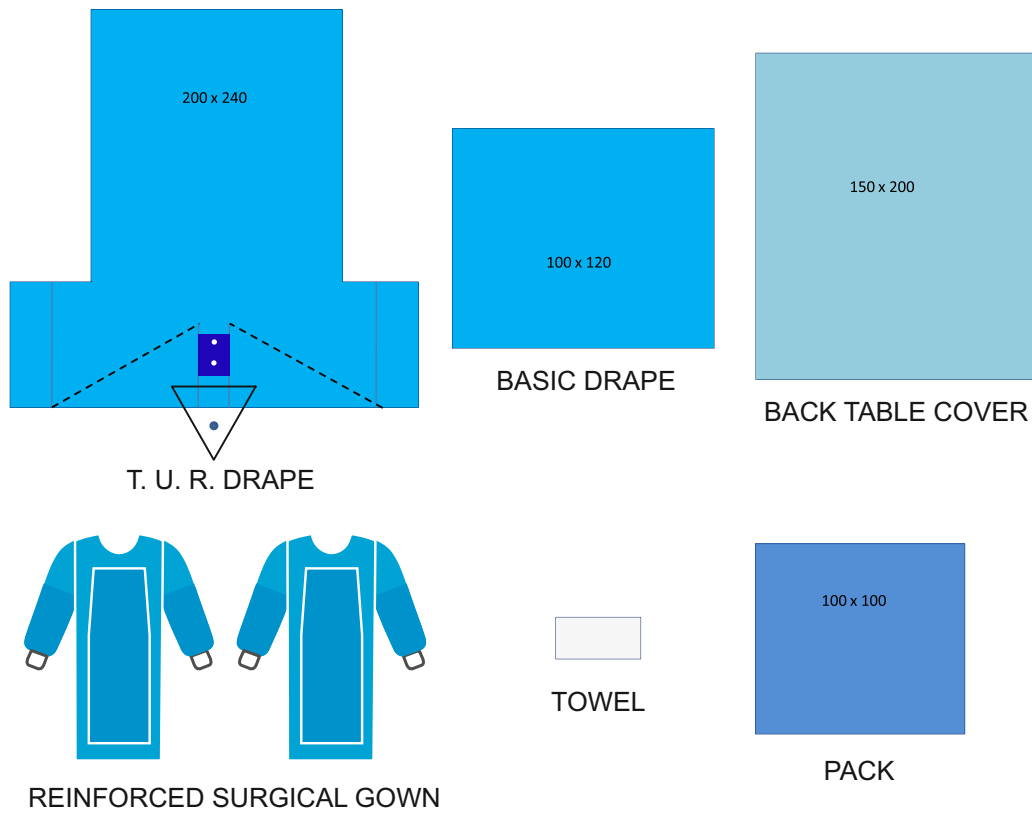 200 x 240
T. U. R. DRAPE
100 x 120
BASIC DRAPE
150 x 200
BACK TABLE COVER
REINFORCED SURGICAL GOWN
TOWEL
100 x 100
PACK